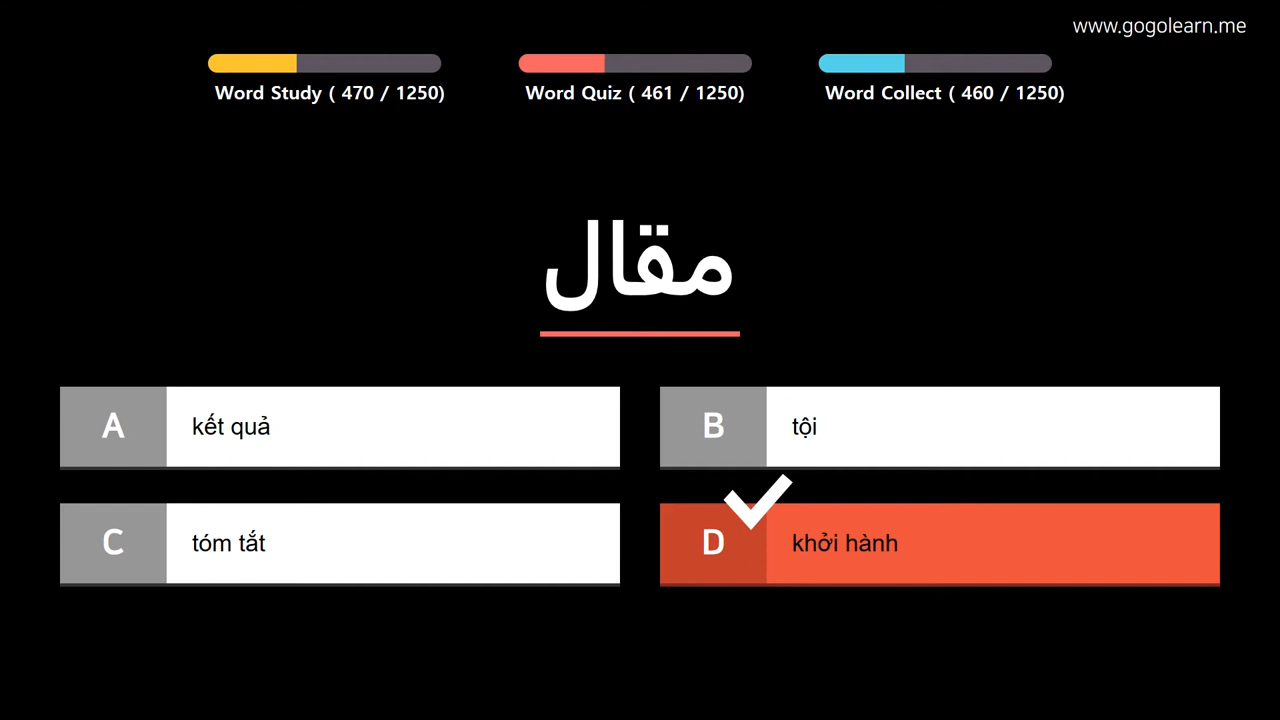 www.gogolearn.me
Word Study ( 470 / 1250)
Word Quiz ( 461 / 1250)
Word Collect ( 460 / 1250)
مقال
A kết quả
B tội
C tóm tắt
D khởi hành